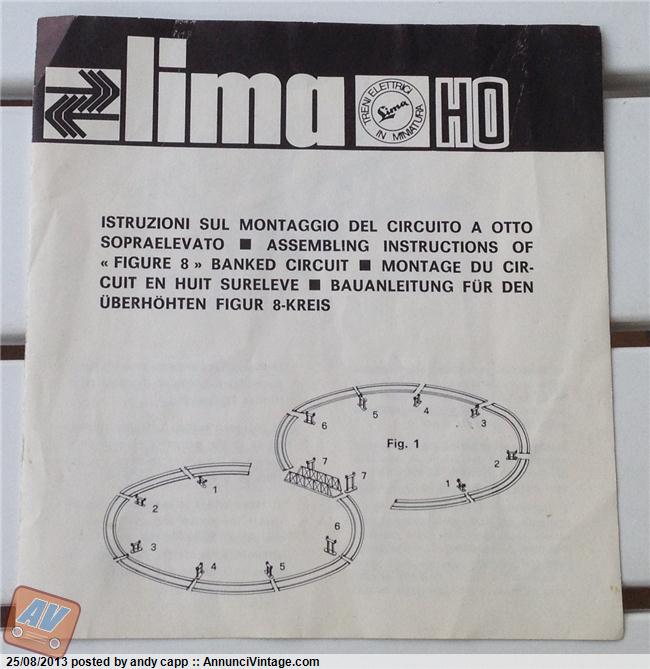 lima
TRENI ELETTRICI
Lima
IN MINIATURA
HO
ISTRUZIONI SUL MONTAGGIO DEL CIRCUITO A OTTO
SOPRAELEVATO ■ ASSEMBLING INSTRUCTIONS OF
« FIGURE 8 » BANKED CIRCUIT ■ MONTAGE DU CIR-
CUIT EN HUIT SURELEVE ■ BAUANLEITUNG FÜR DEN
ÜBERHÖHTEN FIGUR 8-KREIS
6
5
4
3
Fig. 1
2
1
7
7
1
2
3
4
5
6
AV
25/08/2013 posted by andy capp :: AnnunciVintage.com